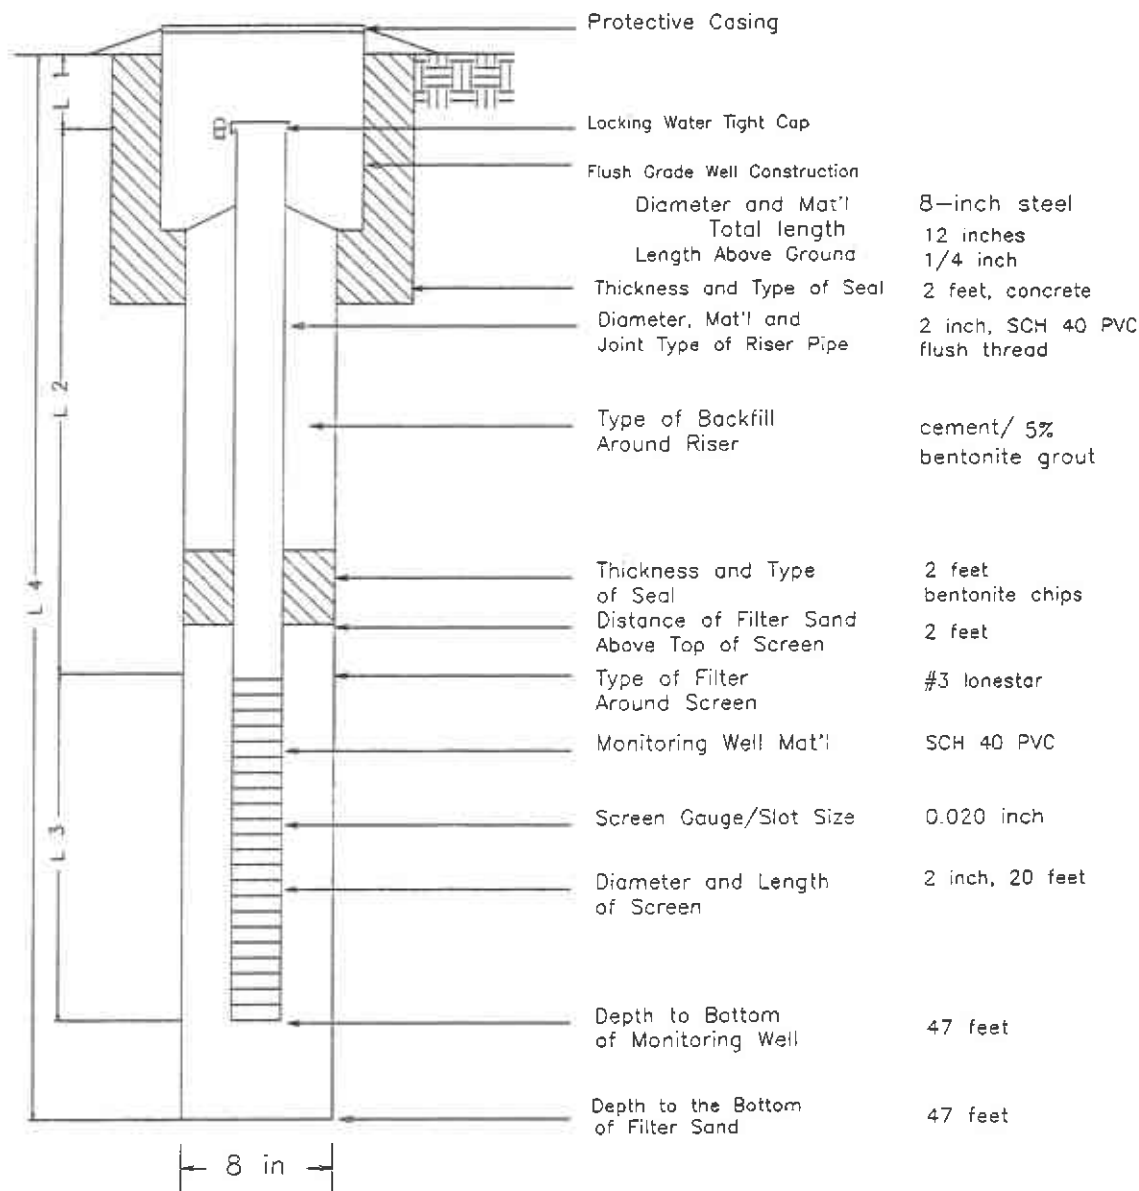 Protective Casing
L 1
Locking Water Tight Cap
Flush Grade Well Construction
Diameter and Mat'l 8-inch steel
Total length 12 inches
Length Above Ground 1/4 inch
Thickness and Type of Seal 2 feet, concrete
Diameter, Mat'l and 2 inch, SCH 40 PVC
Joint Type of Riser Pipe flush thread
L 2
Type of Backfill cement/ 5%
Around Riser bentonite grout
Thickness and Type 2 feet
of Seal bentonite chips
L 4
Distance of Filter Sand
Above Top of Screen 2 feet
Type of Filter #3 lonestar
Around Screen
Monitoring Well Mat'l SCH 40 PVC
Screen Gauge/Slot Size 0.020 inch
L 3
Diameter and Length 2 inch, 20 feet
of Screen
Depth to Bottom
of Monitoring Well 47 feet
Depth to the Bottom
of Filter Sand 47 feet
8 in